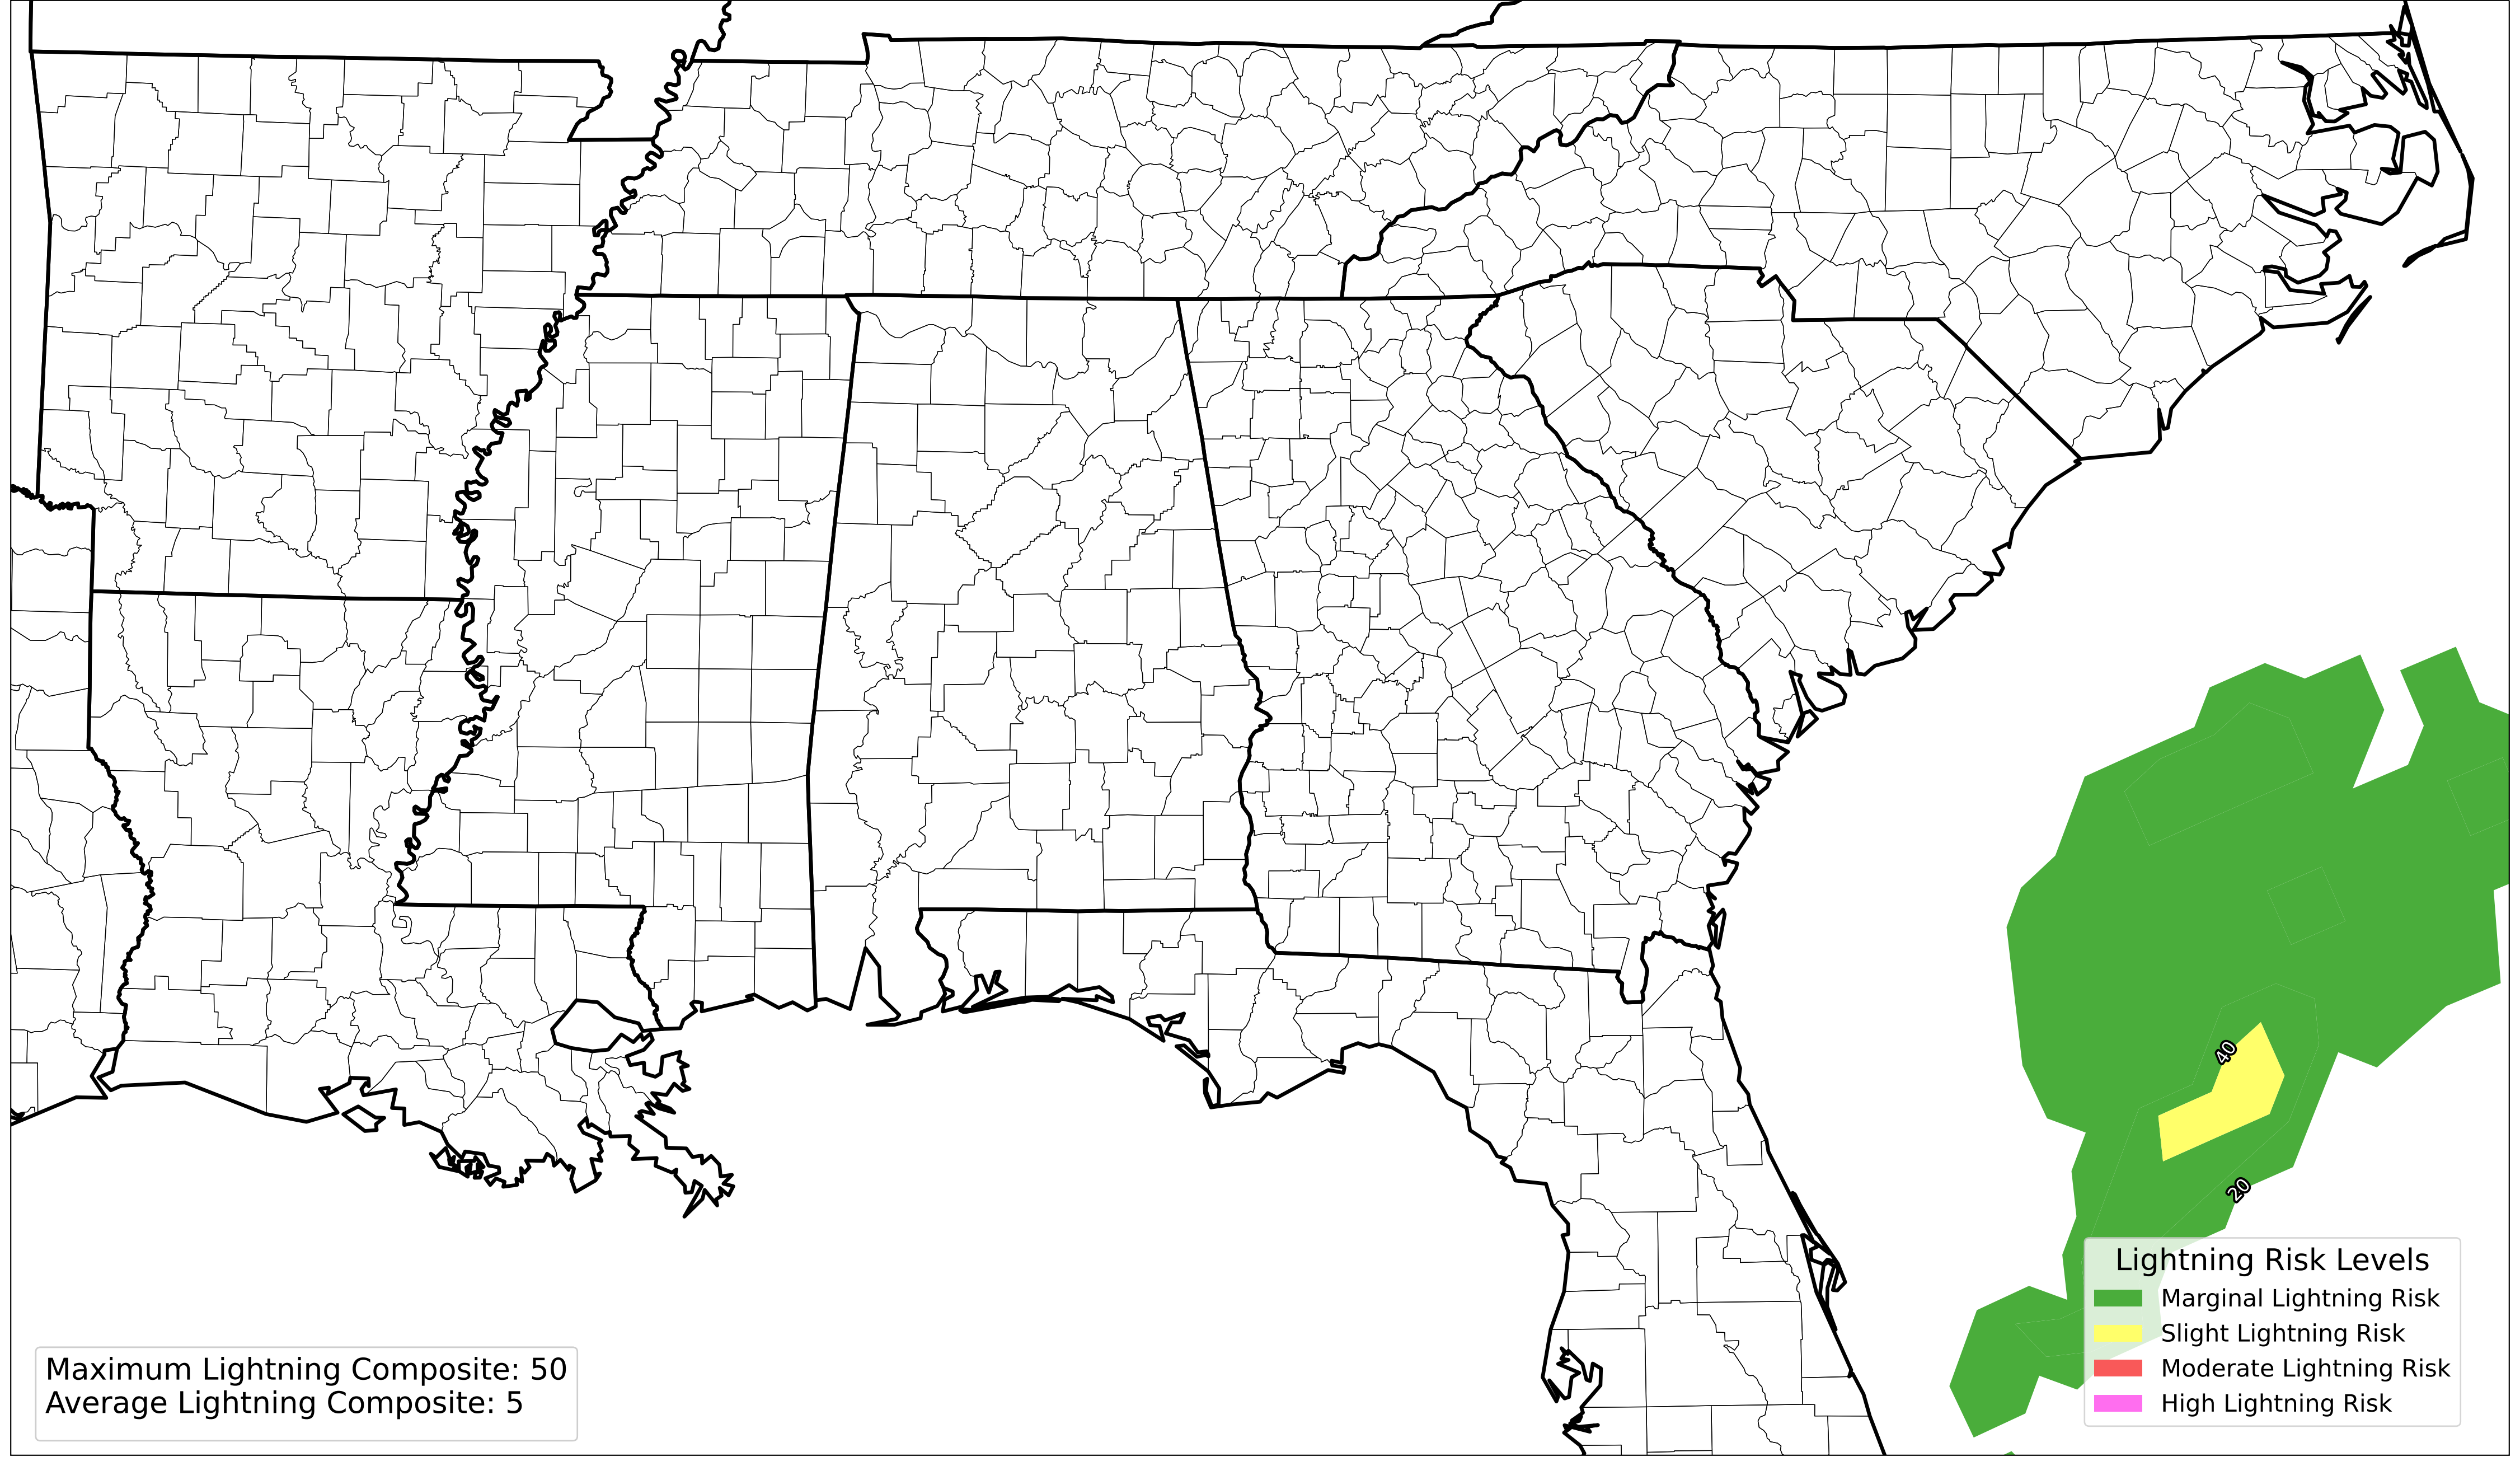 40
20
Lightning Risk Levels
Marginal Lightning Risk
Slight Lightning Risk
Moderate Lightning Risk
High Lightning Risk
Maximum Lightning Composite: 50
Average Lightning Composite: 5